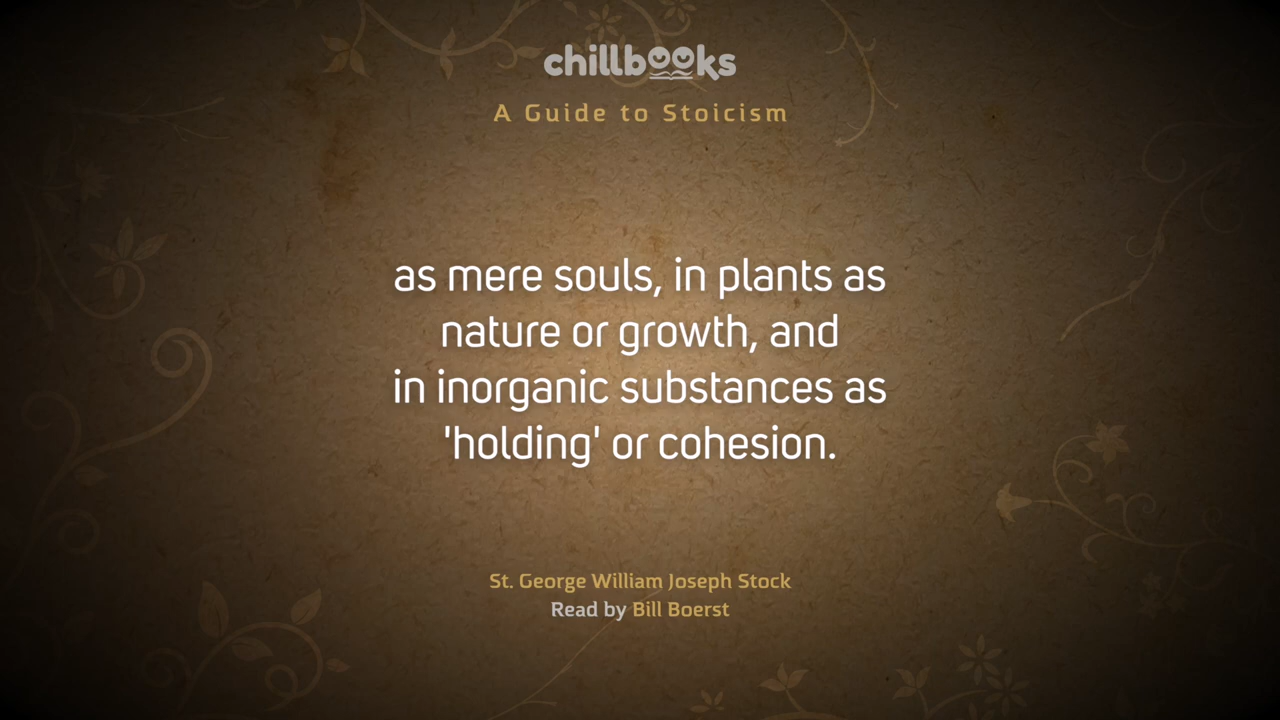 chillbooks
A Guide to Stoicism
as mere souls, in plants as
nature or growth, and
in inorganic substances as
'holding' or cohesion.
St. George William Joseph Stock
Read by Bill Boerst